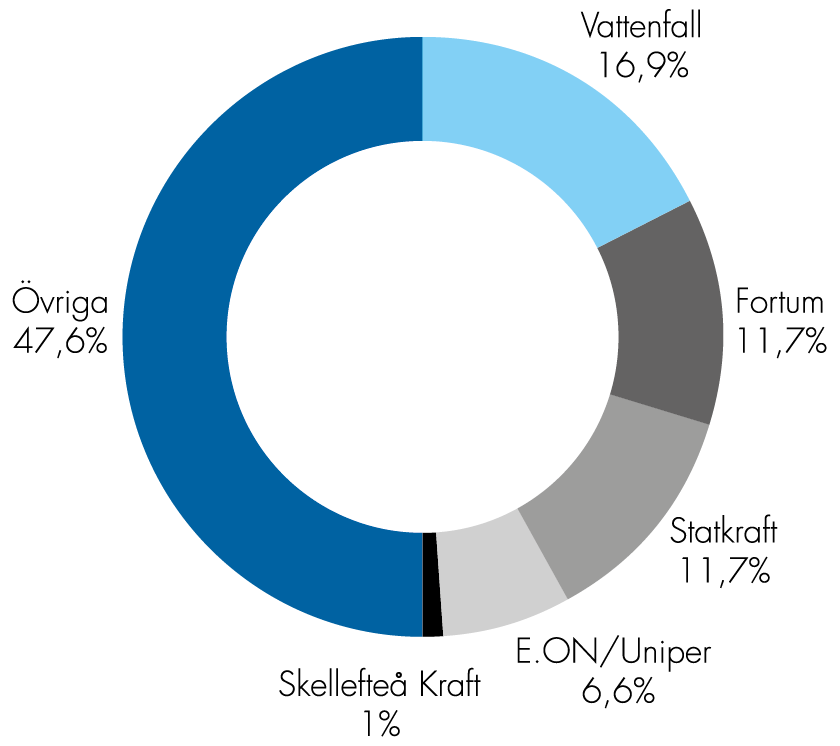 Vattenfall
16,9%
Fortum
11,7%
Statkraft
11,7%
E.ON/Uniper
6,6%
Skellefteå Kraft
1%
Övriga
47,6%